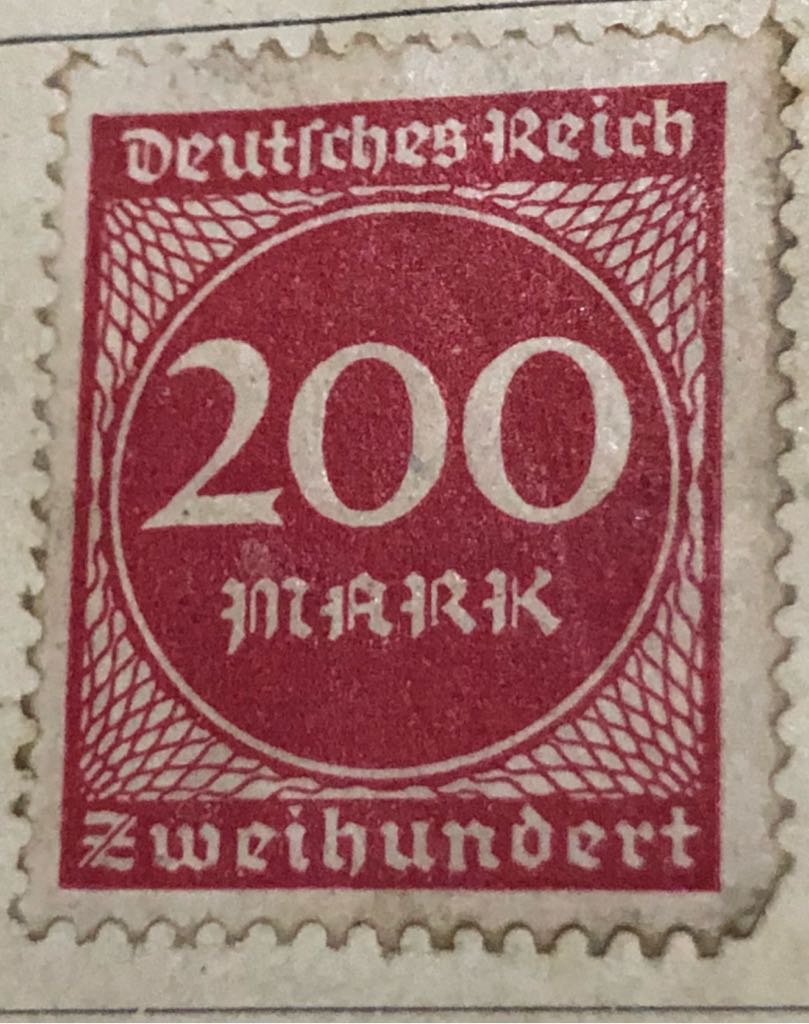 Deutſches Reich
200
MARK
Zweihundert